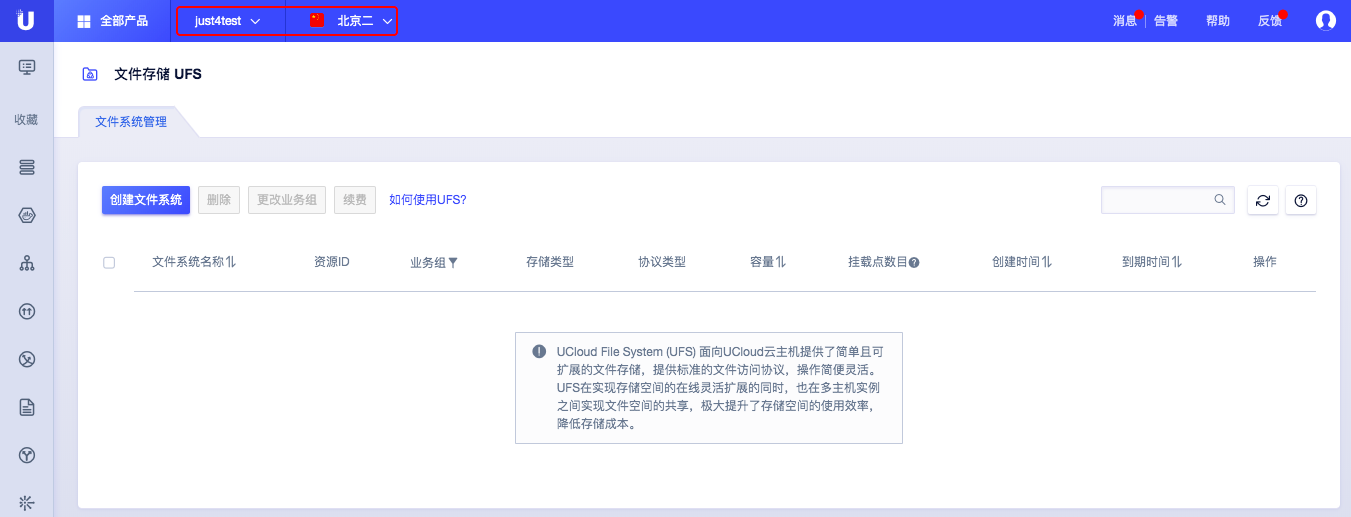 全部产品 just4test 北京二 消息 告警 帮助 反馈
文件存储 UFS
收藏
文件系统管理
创建文件系统 删除 更改业务组 续费 如何使用UFS?
文件系统名称 资源ID 业务组 存储类型 协议类型 容量 挂载点数目 创建时间 到期时间 操作
UCloud File System (UFS) 面向UCloud云主机提供了简单且可
扩展的文件存储，提供标准的文件访问协议，操作简便灵活。
UFS在实现存储空间的在线灵活扩展的同时，也在多主机实例
之间实现文件空间的共享，极大提升了存储空间的使用效率，
降低存储成本。